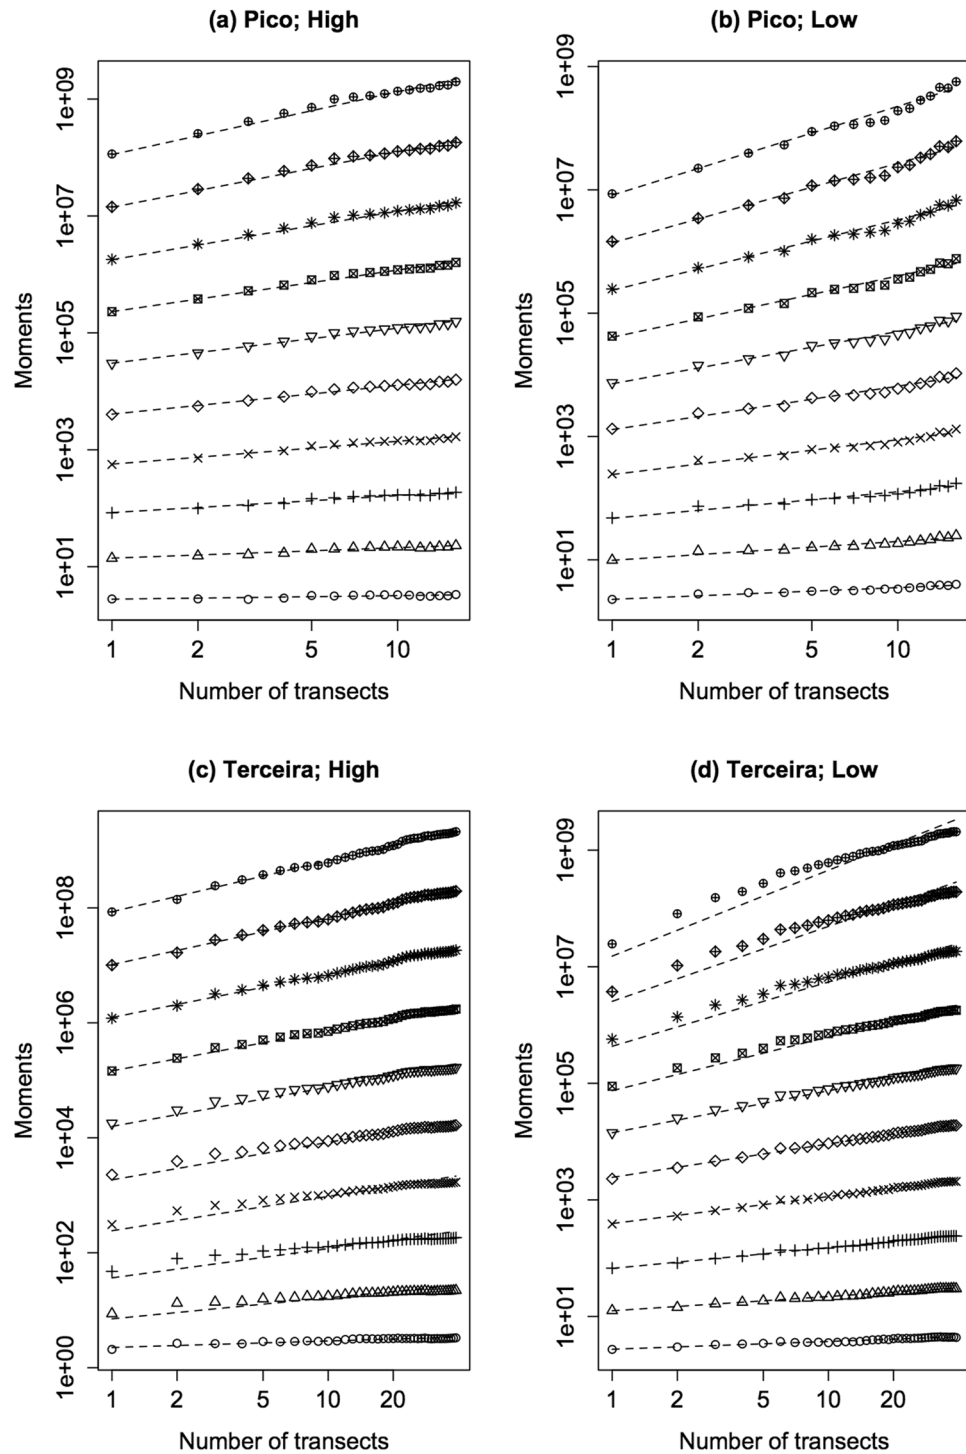 (a) Pico; High
1e+09
1e+07
1e+05
1e+03
1e+01
Moments
1 2 5 10
Number of transects
(b) Pico; Low
1e+09
1e+07
1e+05
1e+03
1e+01
Moments
1 2 5 10
Number of transects
(c) Terceira; High
1e+08
1e+06
1e+04
1e+02
1e+00
Moments
1 2 5 10 20
Number of transects
(d) Terceira; Low
1e+09
1e+07
1e+05
1e+03
1e+01
Moments
1 2 5 10 20
Number of transects